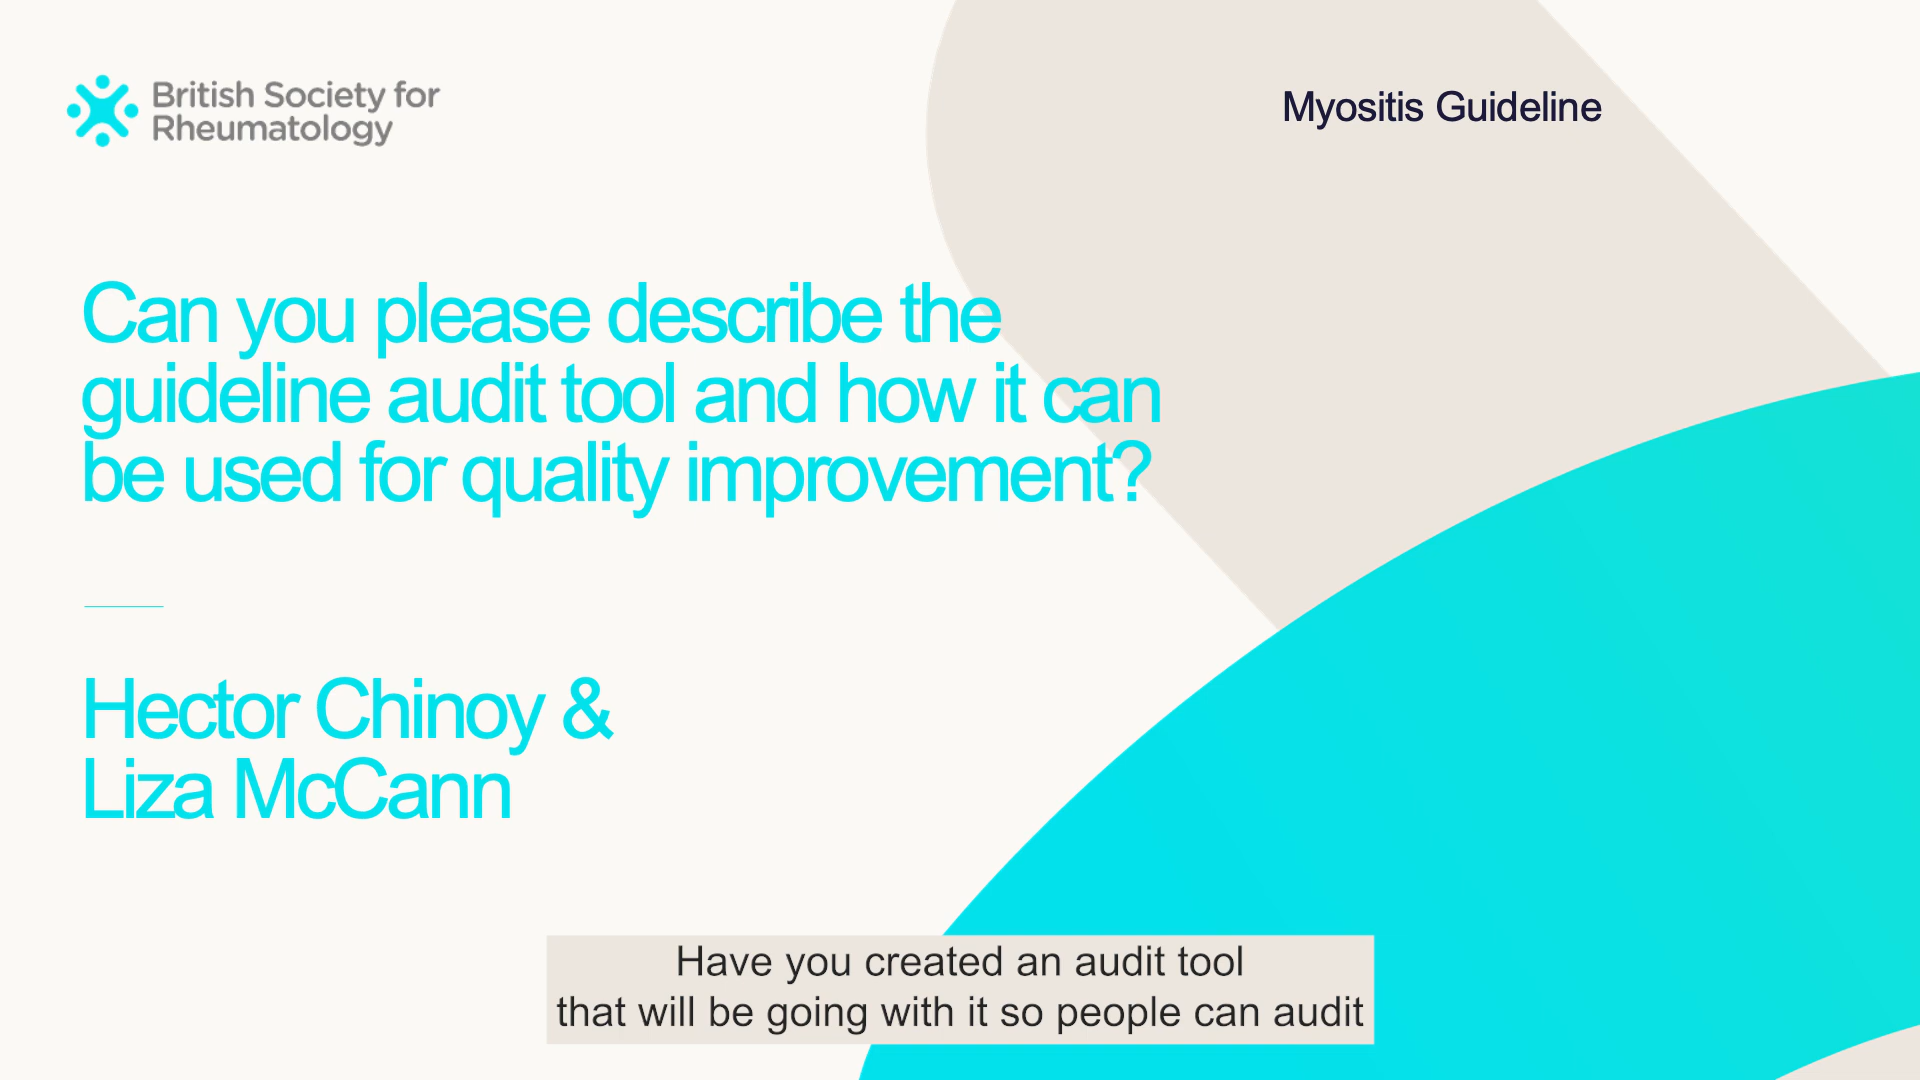 British Society for
Rheumatology
Myositis Guideline
Can you please describe the
guideline audit tool and how it can
be used for quality improvement?
Hector Chinoy &
Liza McCann
Have you created an audit tool
that will be going with it so people can audit